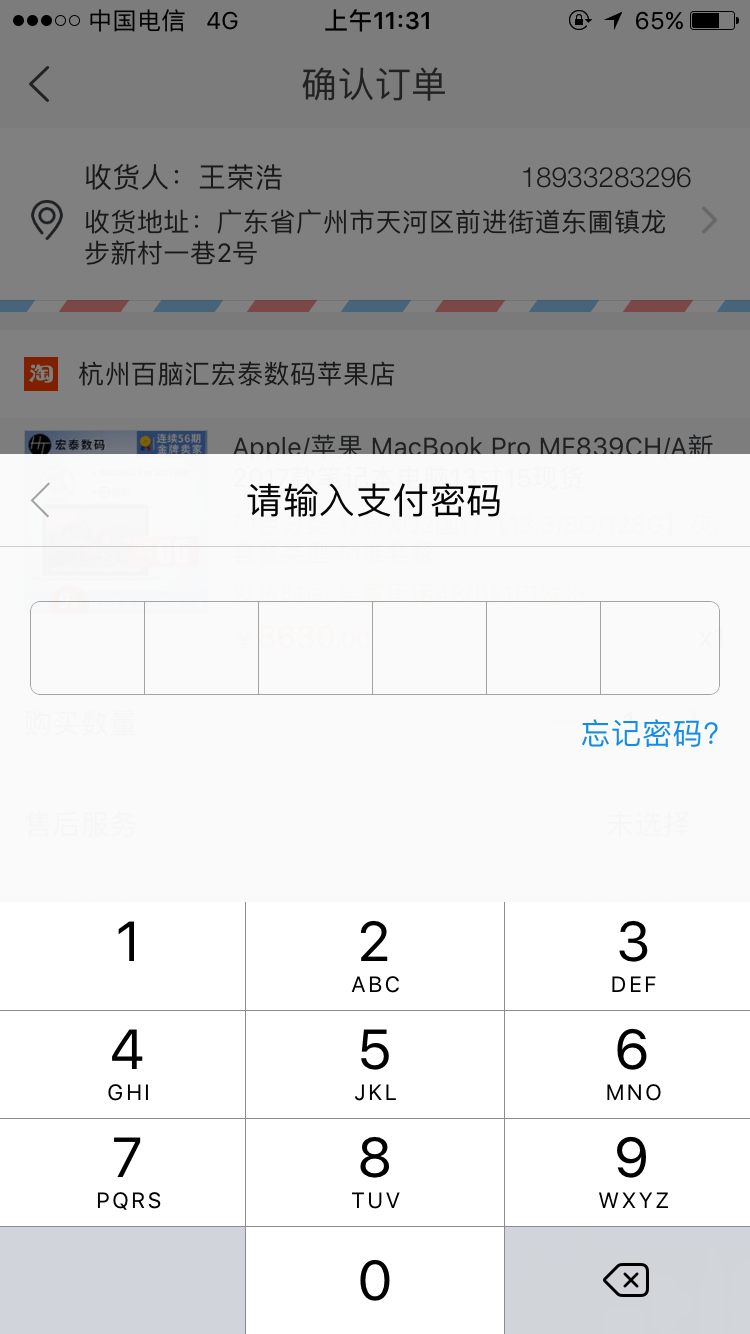 中国电信 4G 上午11:31 65%
确认订单
收货人：王荣浩 18933283296
收货地址：广东省广州市天河区前进街道东圃镇龙
步新村一巷2号
淘 杭州百脑汇宏泰数码苹果店
HT 宏泰数码 连续56期
金牌卖家
Apple/苹果 MacBook Pro MF839CH/A新
请输入支付密码
购买数量
忘记密码?
售后服务 未选择
1
2
ABC
3
DEF
4
GHI
5
JKL
6
MNO
7
PQRS
8
TUV
9
WXYZ
0